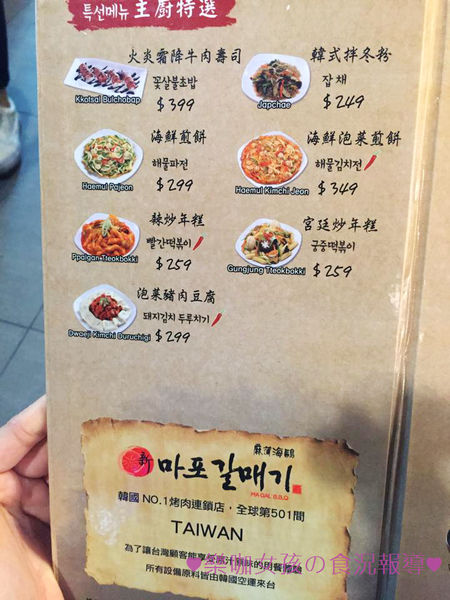 특선메뉴 主廚特選
火炎霜降牛肉壽司
꽃살불초밥
Kkotsal Bulchobap
$399
韓式拌冬粉
잡채
Japchae
$249
海鮮煎餅
해물파전
Haemul Pajeon
$299
海鮮泡菜煎餅
해물김치전
Haemul Kimchi Jeon
$349
辣炒年糕
빨간떡볶이
Ppalgan Tteokbokki
$259
宮廷炒年糕
궁중떡볶이
Gungjung Tteokbokki
$259
泡菜豬肉豆腐
돼지김치 두루치기
Dwaeji Kimchi Duruchigi
$299
麻蒲海鷗
新 마포갈매기
MAGAL B.B.Q
韓國 NO.1烤肉連鎖店，全球第501間
TAIWAN
為了讓台灣顧客能享受
所有設備原料皆由韓國空運來台
♥柴咖女孩の食況報導♥